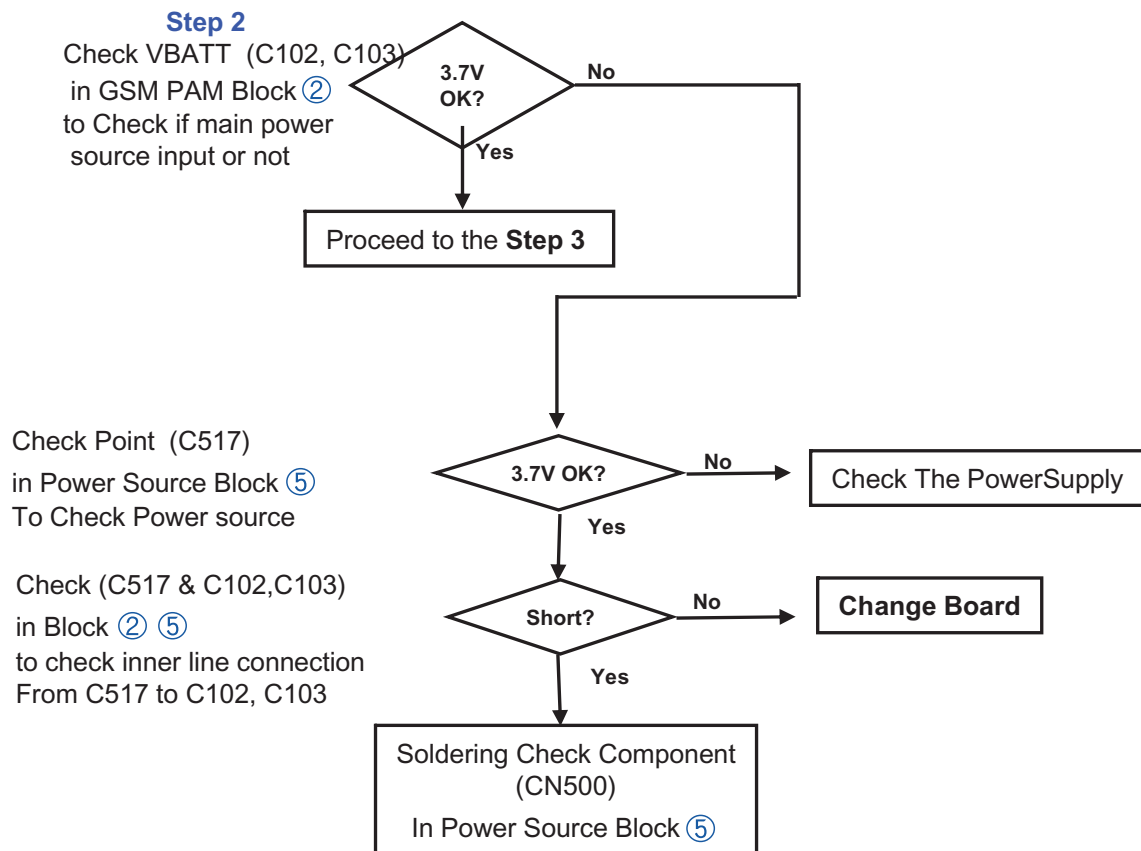 Step 2
Check VBATT (C102, C103)
in GSM PAM Block ②
to Check if main power
source input or not
3.7V
OK?
No
Yes
Proceed to the Step 3
Check Point (C517)
in Power Source Block ⑤
To Check Power source
3.7V OK?
No
Check The PowerSupply
Yes
Check (C517 & C102,C103)
in Block ② ⑤
to check inner line connection
From C517 to C102, C103
Short?
No
Change Board
Yes
Soldering Check Component
(CN500)
In Power Source Block ⑤